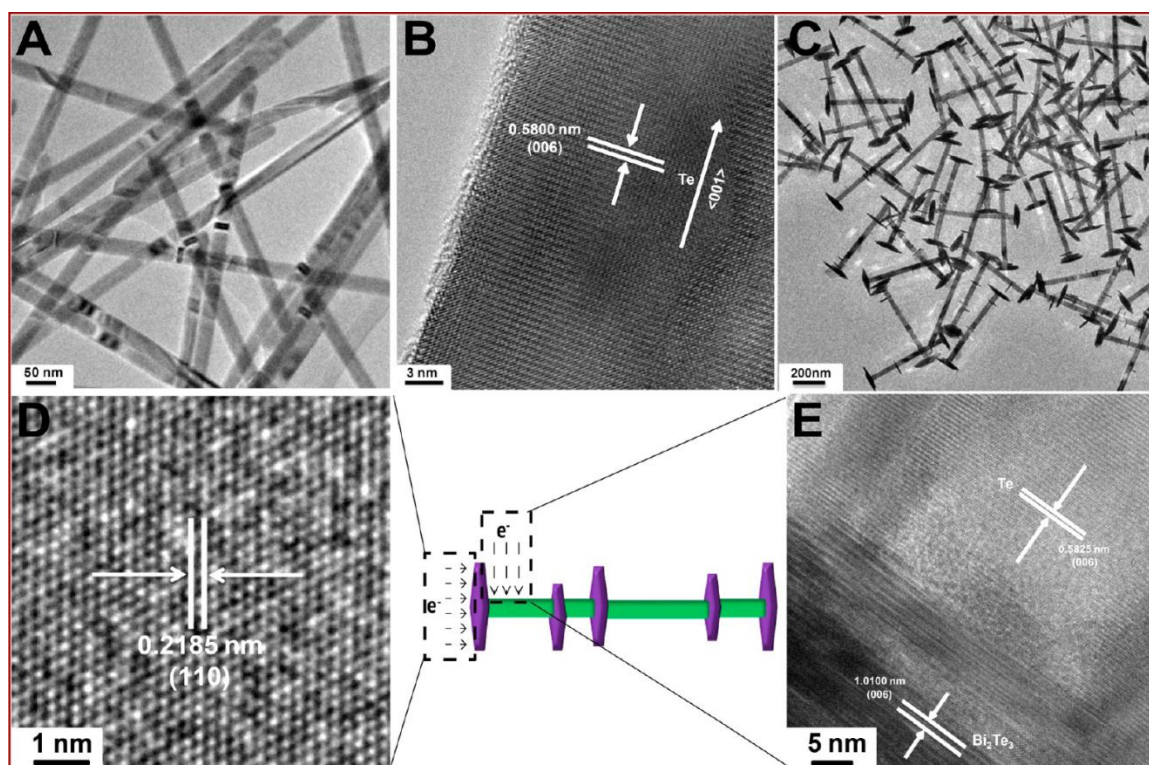 A
B
C
0.5800 nm
(006)
Te
<001>
50 nm
3 nm
200nm
D
0.2185 nm
(110)
1 nm
e-
e-
E
Te
0.5825 nm
(006)
1.0100 nm
(006)
Bi₂Te₃
5 nm